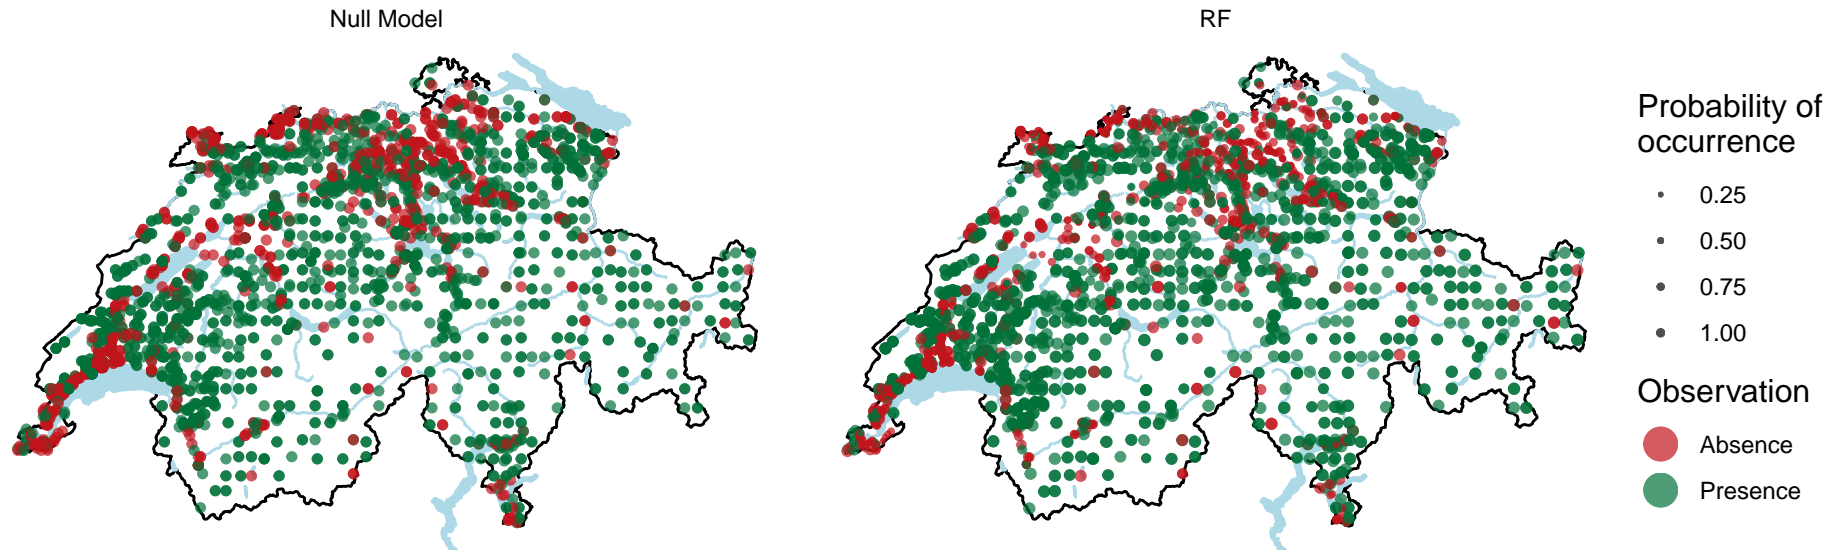 Null Model
RF
Probability of
occurrence
0.25
0.50
0.75
1.00
Observation
Absence
Presence